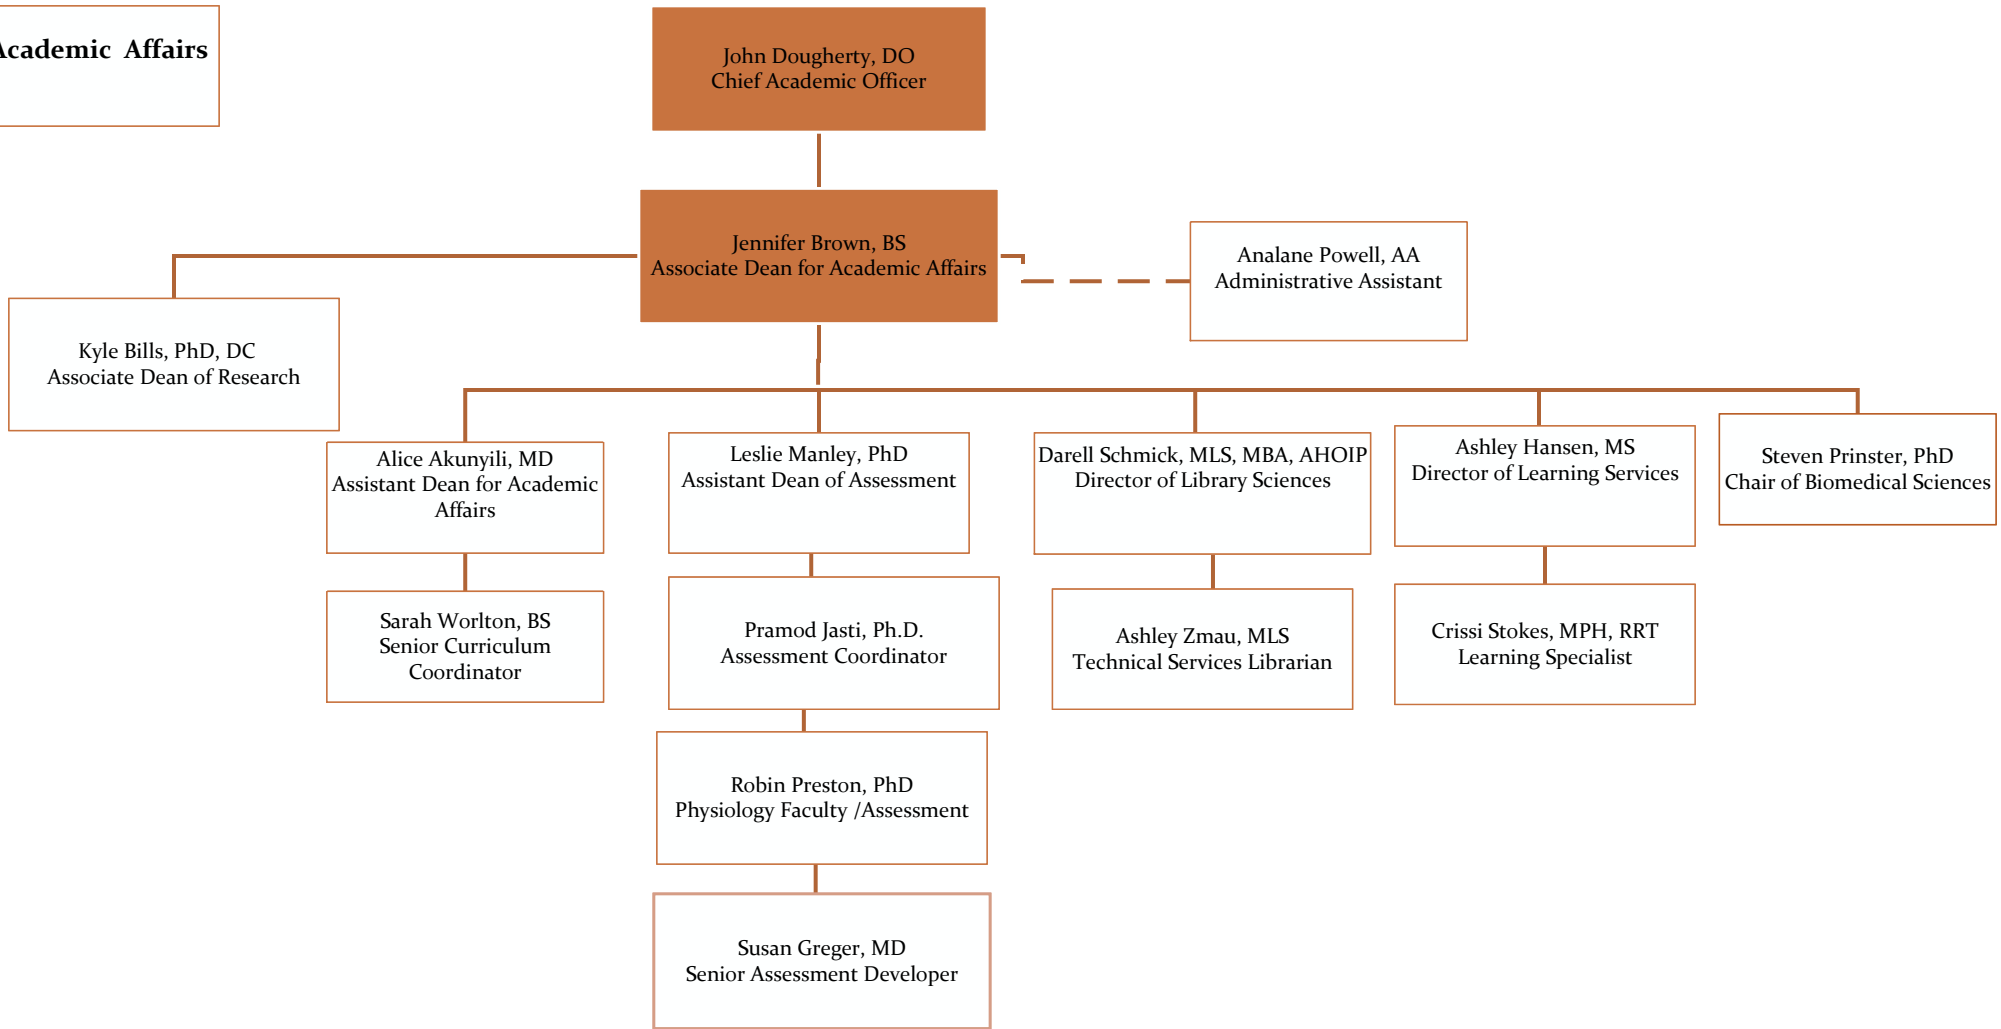 Academic Affairs
John Dougherty, DO
Chief Academic Officer
Jennifer Brown, BS
Associate Dean for Academic Affairs
Analane Powell, AA
Administrative Assistant
Kyle Bills, PhD, DC
Associate Dean of Research
Alice Akunyili, MD
Assistant Dean for Academic
Affairs
Leslie Manley, PhD
Assistant Dean of Assessment
Darell Schmick, MLS, MBA, AHOIP
Director of Library Sciences
Ashley Hansen, MS
Director of Learning Services
Steven Prinster, PhD
Chair of Biomedical Sciences
Sarah Worlton, BS
Senior Curriculum
Coordinator
Pramod Jasti, Ph.D.
Assessment Coordinator
Ashley Zmau, MLS
Technical Services Librarian
Crissi Stokes, MPH, RRT
Learning Specialist
Robin Preston, PhD
Physiology Faculty /Assessment
Susan Greger, MD
Senior Assessment Developer